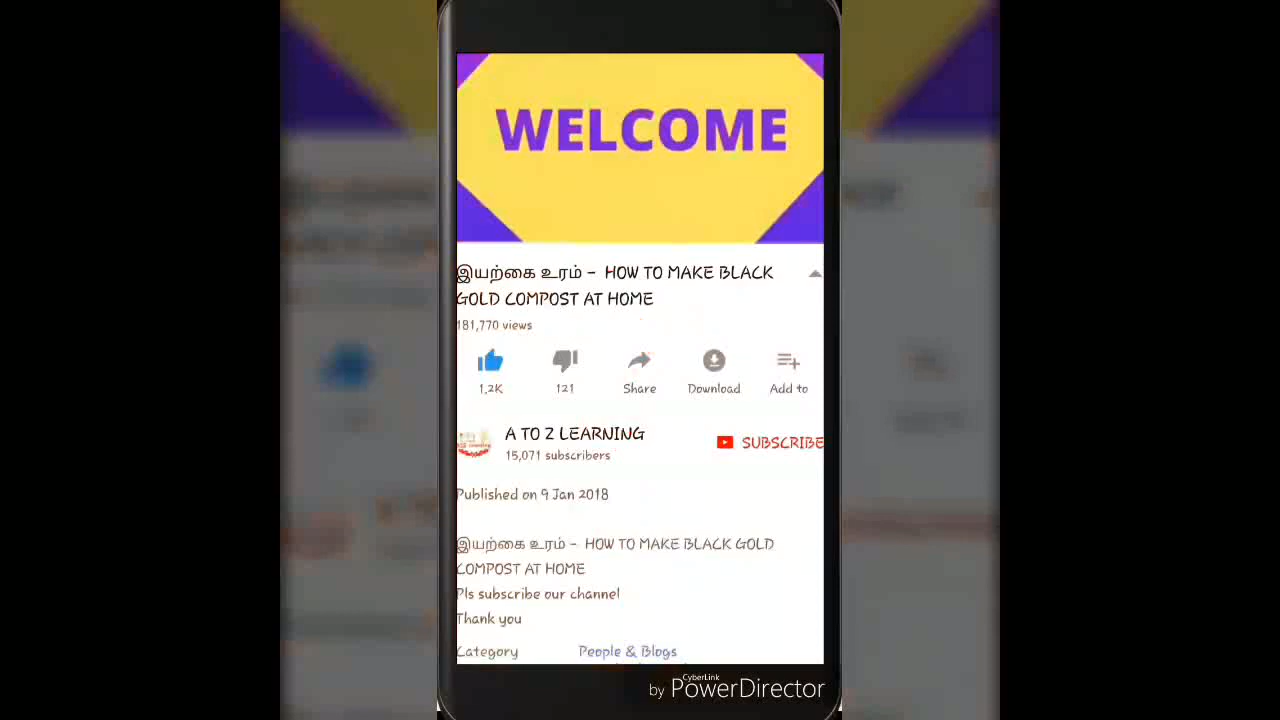 WELCOME
இயற்கை உரம் - HOW TO MAKE BLACK
GOLD COMPOST AT HOME
181,770 views
1.2K
121
Share
Download
Add to
A TO Z LEARNING
15,071 subscribers
SUBSCRIBE
Published on 9 Jan 2018
இயற்கை உரம் - HOW TO MAKE BLACK GOLD
COMPOST AT HOME
Pls subscribe our channel
Thank you
Category People & Blogs
CyberLink
by PowerDirector